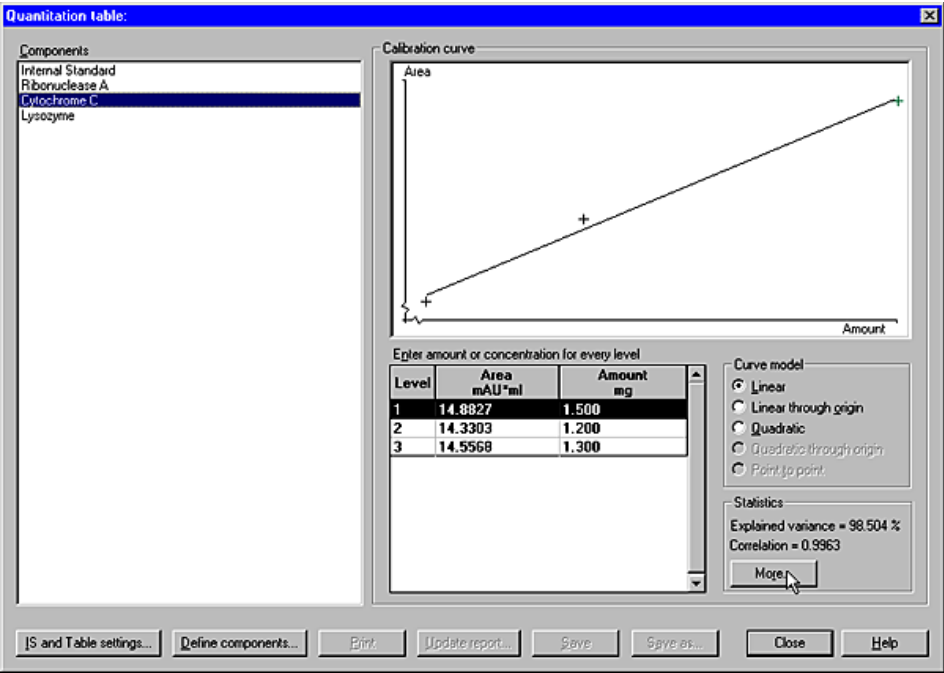 Quantitation table:
Components
Internal Standard
Ribonuclease A
Cytochrome C
Lysozyme
Calibration curve
Area
Amount
Enter amount or concentration for every level
Level Area mAU*ml Amount mg
1 14.8827 1.500
2 14.3303 1.200
3 14.5568 1.300
Curve model
Linear
Linear through origin
Quadratic
Quadratic through origin
Point to point
Statistics
Explained variance = 98.504 %
Correlation = 0.9963
More...
IS and Table settings... Define components... Print Update report... Save Save as... Close Help